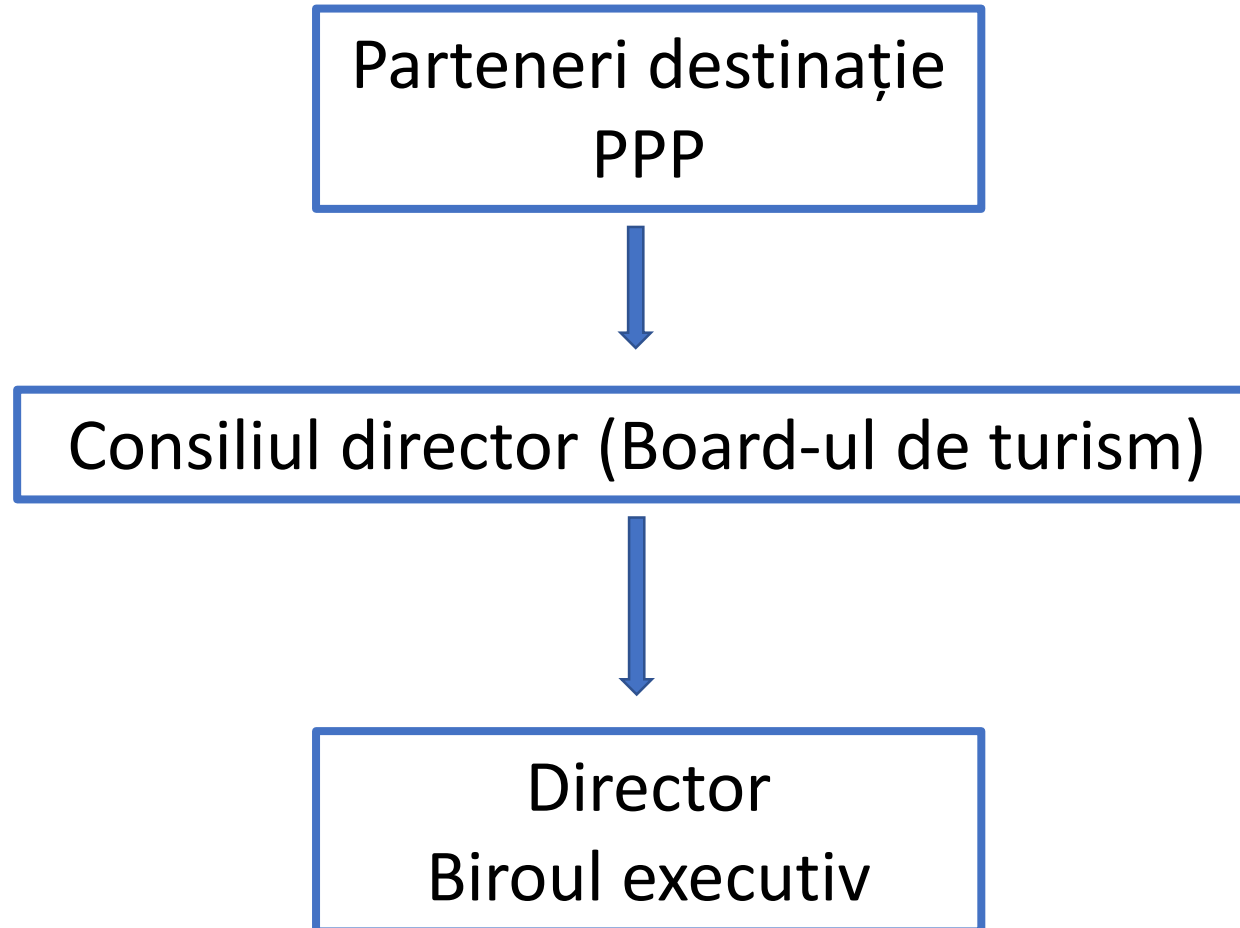 Parteneri destinație
PPP
Consiliul director (Board-ul de turism)
Director
Biroul executiv